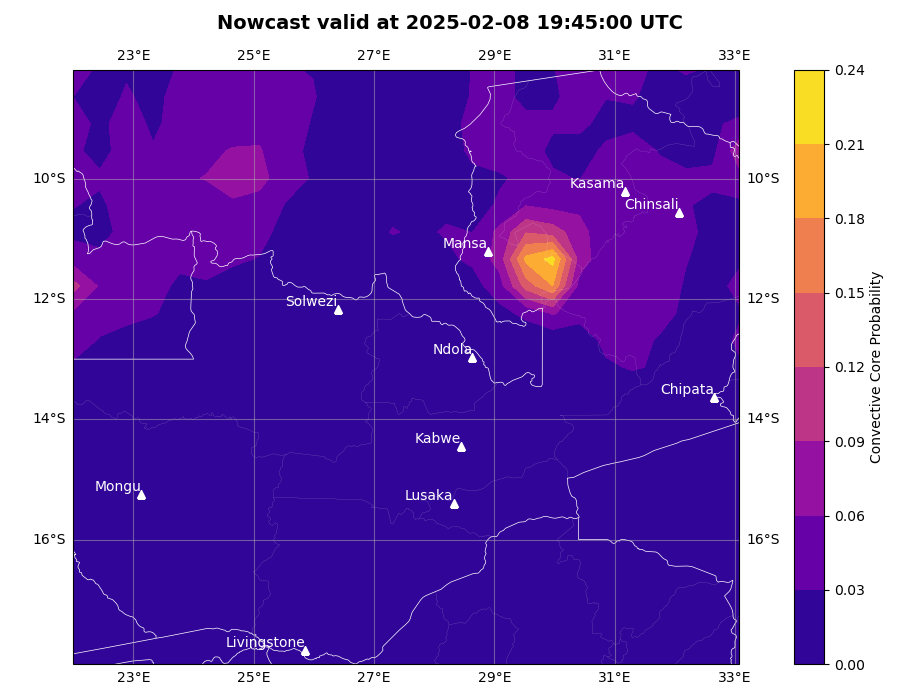 Nowcast valid at 2025-02-08 19:45:00 UTC
23°E 25°E 27°E 29°E 31°E 33°E
0.24
0.21
10°S Kasama 10°S
Chinsali
0.18
Mansa
0.15
12°S Solwezi 12°S
Ndola
0.12
Chipata
14°S 14°S
Kabwe
0.09
Mongu
Lusaka
0.06
16°S 16°S
0.03
Livingstone
0.00
23°E 25°E 27°E 29°E 31°E 33°E
Convective Core Probability